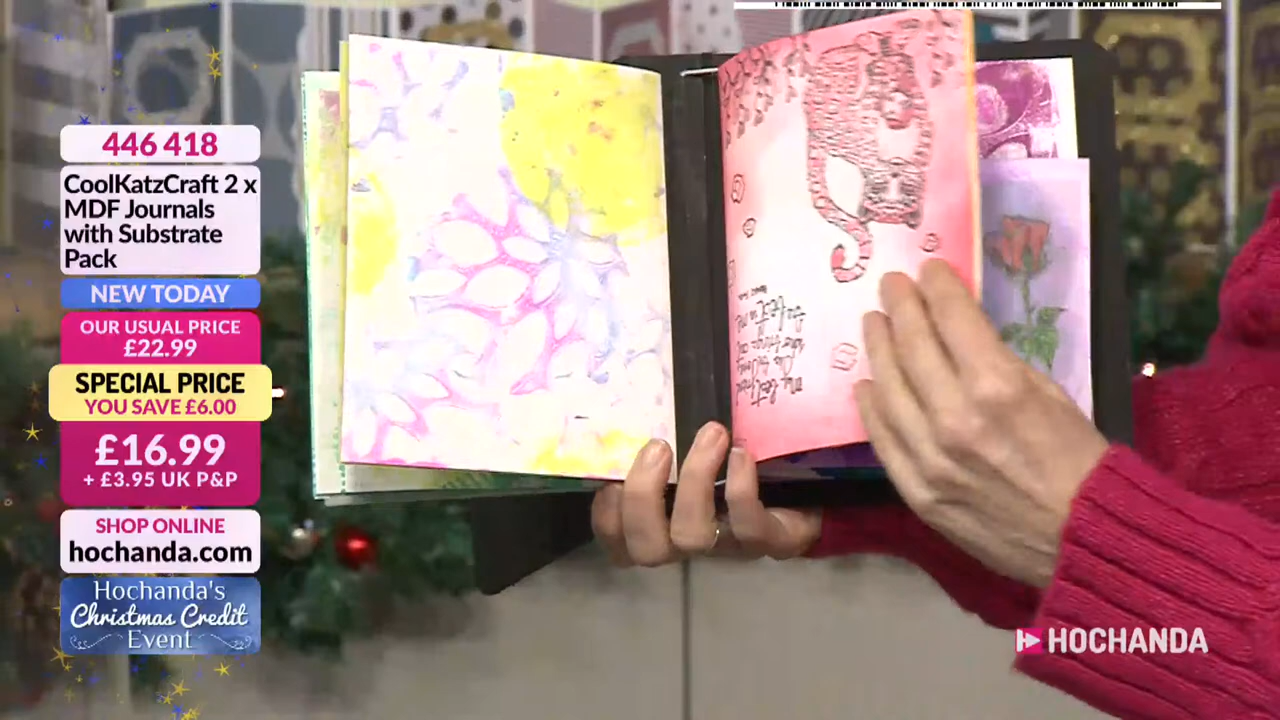 446 418
CoolKatzCraft 2 x
MDF Journals
with Substrate
Pack
NEW TODAY
OUR USUAL PRICE
£22.99
SPECIAL PRICE
YOU SAVE £6.00
£16.99
+ £3.95 UK P&P
SHOP ONLINE
hochanda.com
Hochanda's
Christmas Credit
Event
HOCHANDA